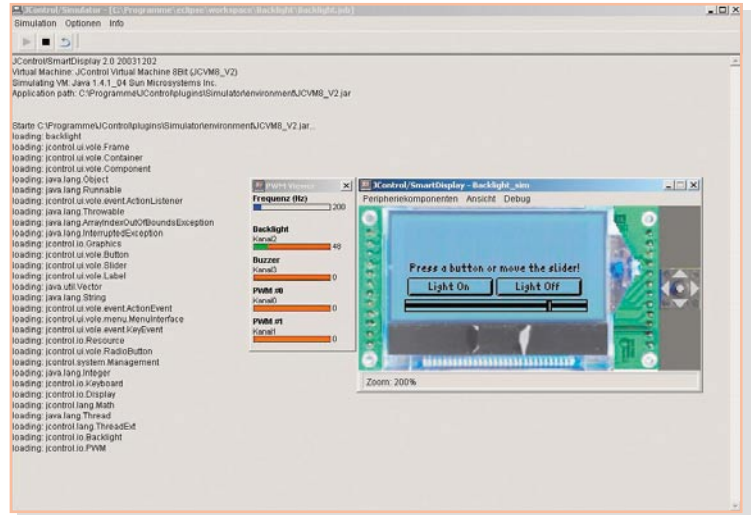 JControl/Simulator - [C:\Programme\eclipse\workspace\Backlight\Backlight.jsb]
Simulation Optionen Info
JControl/SmartDisplay 2.0 20031202
Virtual Machine: JControl Virtual Machine 8Bit (JCVM8_V2)
Simulating VM: Java 1.4.1_04 Sun Microsystems Inc.
Application path: C:\Programme\JControl\plugins\Simulator\environment\JCVM8_V2.jar
Starte C:\Programme\JControl\plugins\Simulator\environment\JCVM8_V2.jar...
loading: backlight
loading: jcontrol.ui.vole.Frame
loading: jcontrol.ui.vole.Container
loading: jcontrol.ui.vole.Component
loading: java.lang.Object
loading: java.lang.Runnable
loading: jcontrol.ui.vole.event.ActionListener
loading: java.lang.Throwable
loading: java.lang.ArrayIndexOutOfBoundsException
loading: java.lang.InterruptedException
loading: jcontrol.io.Graphics
loading: jcontrol.ui.vole.Button
loading: jcontrol.ui.vole.Slider
loading: jcontrol.ui.vole.Label
loading: java.util.Vector
loading: java.lang.String
loading: jcontrol.ui.vole.event.ActionEvent
loading: jcontrol.ui.vole.menu.MenuInterface
loading: jcontrol.ui.vole.event.KeyEvent
loading: jcontrol.io.Resource
loading: jcontrol.ui.vole.RadioButton
loading: jcontrol.system.Management
loading: java.lang.Integer
loading: jcontrol.io.Keyboard
loading: jcontrol.io.Display
loading: jcontrol.lang.Math
loading: java.lang.Thread
loading: jcontrol.lang.ThreadExt
loading: jcontrol.io.Backlight
loading: jcontrol.io.PWM
PWM Viewer
Frequenz (Hz)
200
Backlight
Kanal2
48
Buzzer
Kanal3
0
PWM #0
Kanal0
0
PWM #1
Kanal1
0
JControl/SmartDisplay - Backlight_sim
Peripheriekomponenten Ansicht Debug
Press a button or move the slider!
Light On Light Off
Zoom: 200%